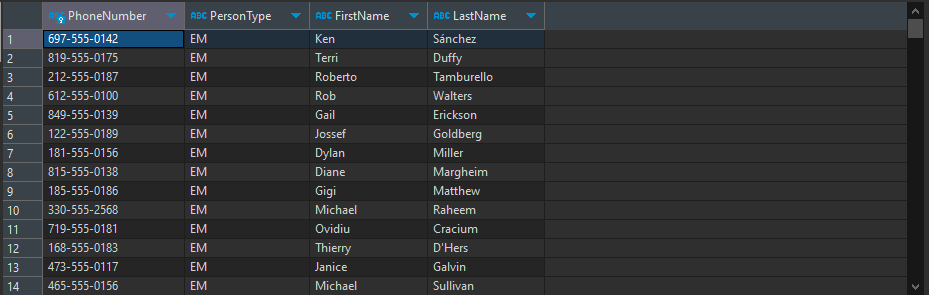 ABC PhoneNumber ABC PersonType ABC FirstName ABC LastName
1 697-555-0142 EM Ken Sánchez
2 819-555-0175 EM Terri Duffy
3 212-555-0187 EM Roberto Tamburello
4 612-555-0100 EM Rob Walters
5 849-555-0139 EM Gail Erickson
6 122-555-0189 EM Jossef Goldberg
7 181-555-0156 EM Dylan Miller
8 815-555-0138 EM Diane Margheim
9 185-555-0186 EM Gigi Matthew
10 330-555-2568 EM Michael Raheem
11 719-555-0181 EM Ovidiu Cracium
12 168-555-0183 EM Thierry D'Hers
13 473-555-0117 EM Janice Galvin
14 465-555-0156 EM Michael Sullivan